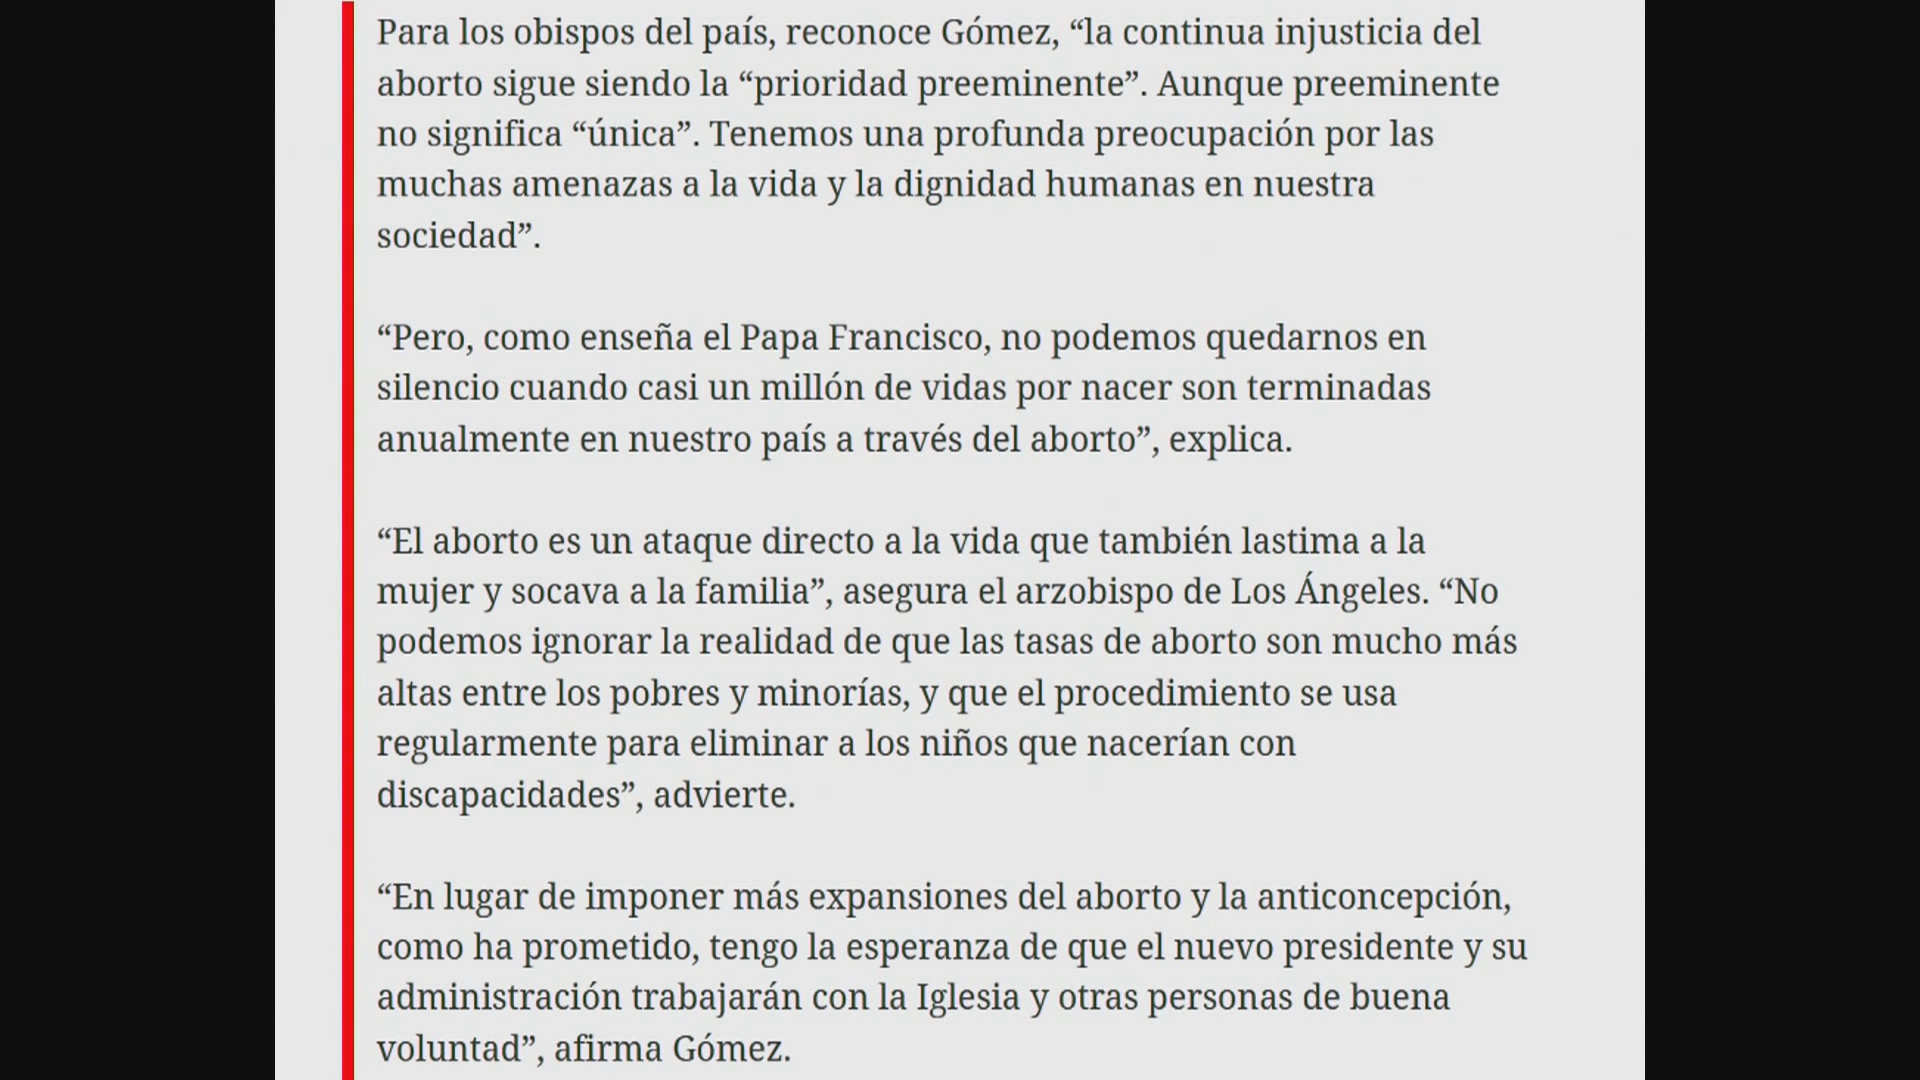 Para los obispos del país, reconoce Gómez, “la continua injusticia del
aborto sigue siendo la “prioridad preeminente”. Aunque preeminente
no significa “única”. Tenemos una profunda preocupación por las
muchas amenazas a la vida y la dignidad humanas en nuestra
sociedad”.
“Pero, como enseña el Papa Francisco, no podemos quedarnos en
silencio cuando casi un millón de vidas por nacer son terminadas
anualmente en nuestro país a través del aborto”, explica.
“El aborto es un ataque directo a la vida que también lastima a la
mujer y socava a la familia”, asegura el arzobispo de Los Ángeles. “No
podemos ignorar la realidad de que las tasas de aborto son mucho más
altas entre los pobres y minorías, y que el procedimiento se usa
regularmente para eliminar a los niños que nacerían con
discapacidades”, advierte.
“En lugar de imponer más expansiones del aborto y la anticoncepción,
como ha prometido, tengo la esperanza de que el nuevo presidente y su
administración trabajarán con la Iglesia y otras personas de buena
voluntad”, afirma Gómez.